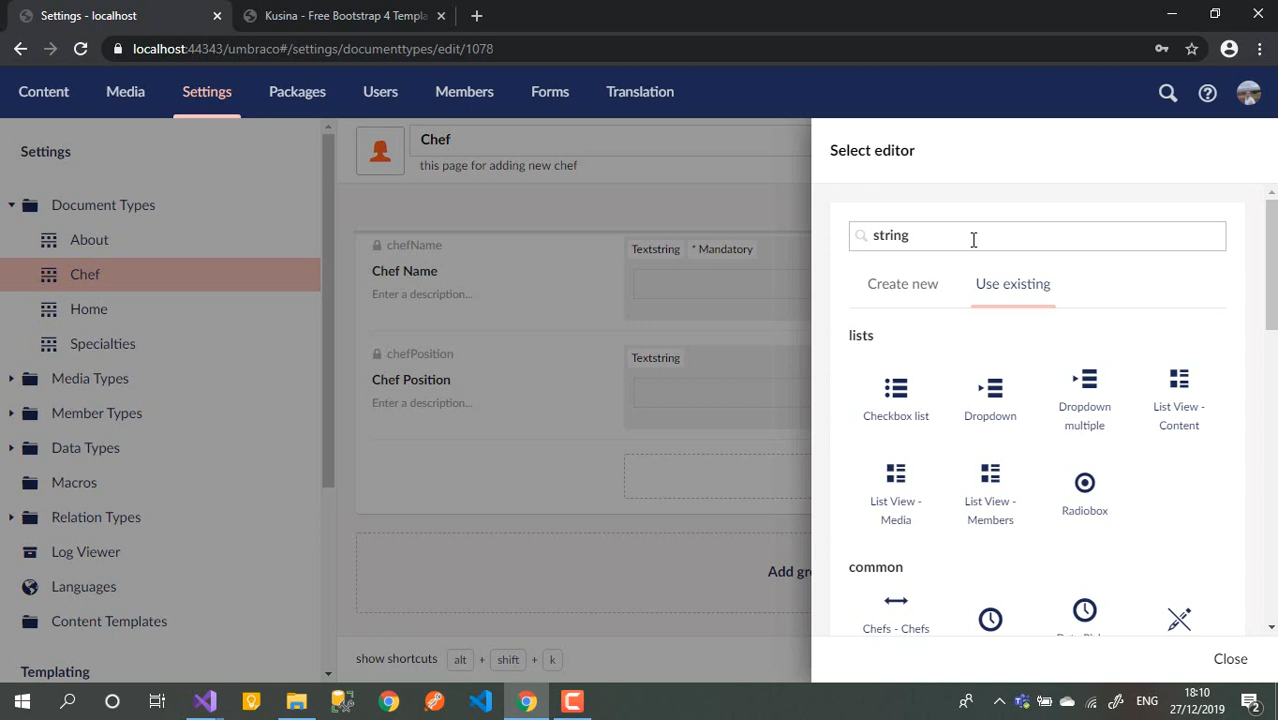 Settings - localhost
Kusina - Free Bootstrap 4 Templa
localhost:44343/umbraco#/settings/documenttypes/edit/1078
Content
Media
Settings
Packages
Users
Members
Forms
Translation
Settings
Document Types
About
Chef
Home
Specialties
Media Types
Member Types
Data Types
Macros
Relation Types
Log Viewer
Languages
Content Templates
Templating
Chef
this page for adding new chef
chefName
Chef Name
Enter a description...
Textstring
* Mandatory
chefPosition
Chef Position
Enter a description...
Textstring
Add gr
show shortcuts
alt + shift + k
Select editor
string
Create new
Use existing
lists
Checkbox list
Dropdown
Dropdown
multiple
List View -
Content
List View -
Media
List View -
Members
Radiobox
common
Chefs - Chefs
Close
ENG
18:10
27/12/2019
2